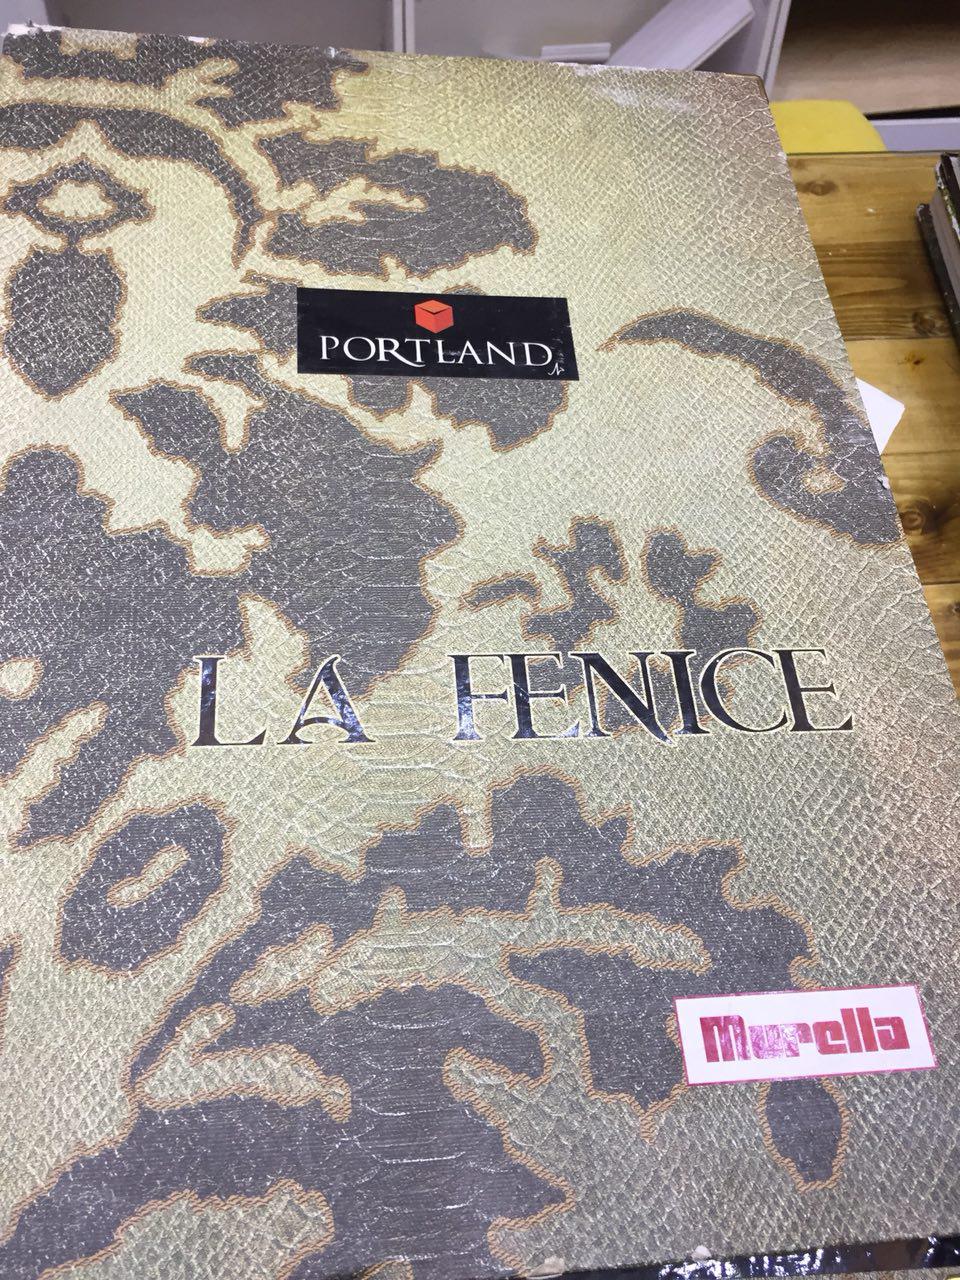 PORTLAND
LA FENICE
Murella